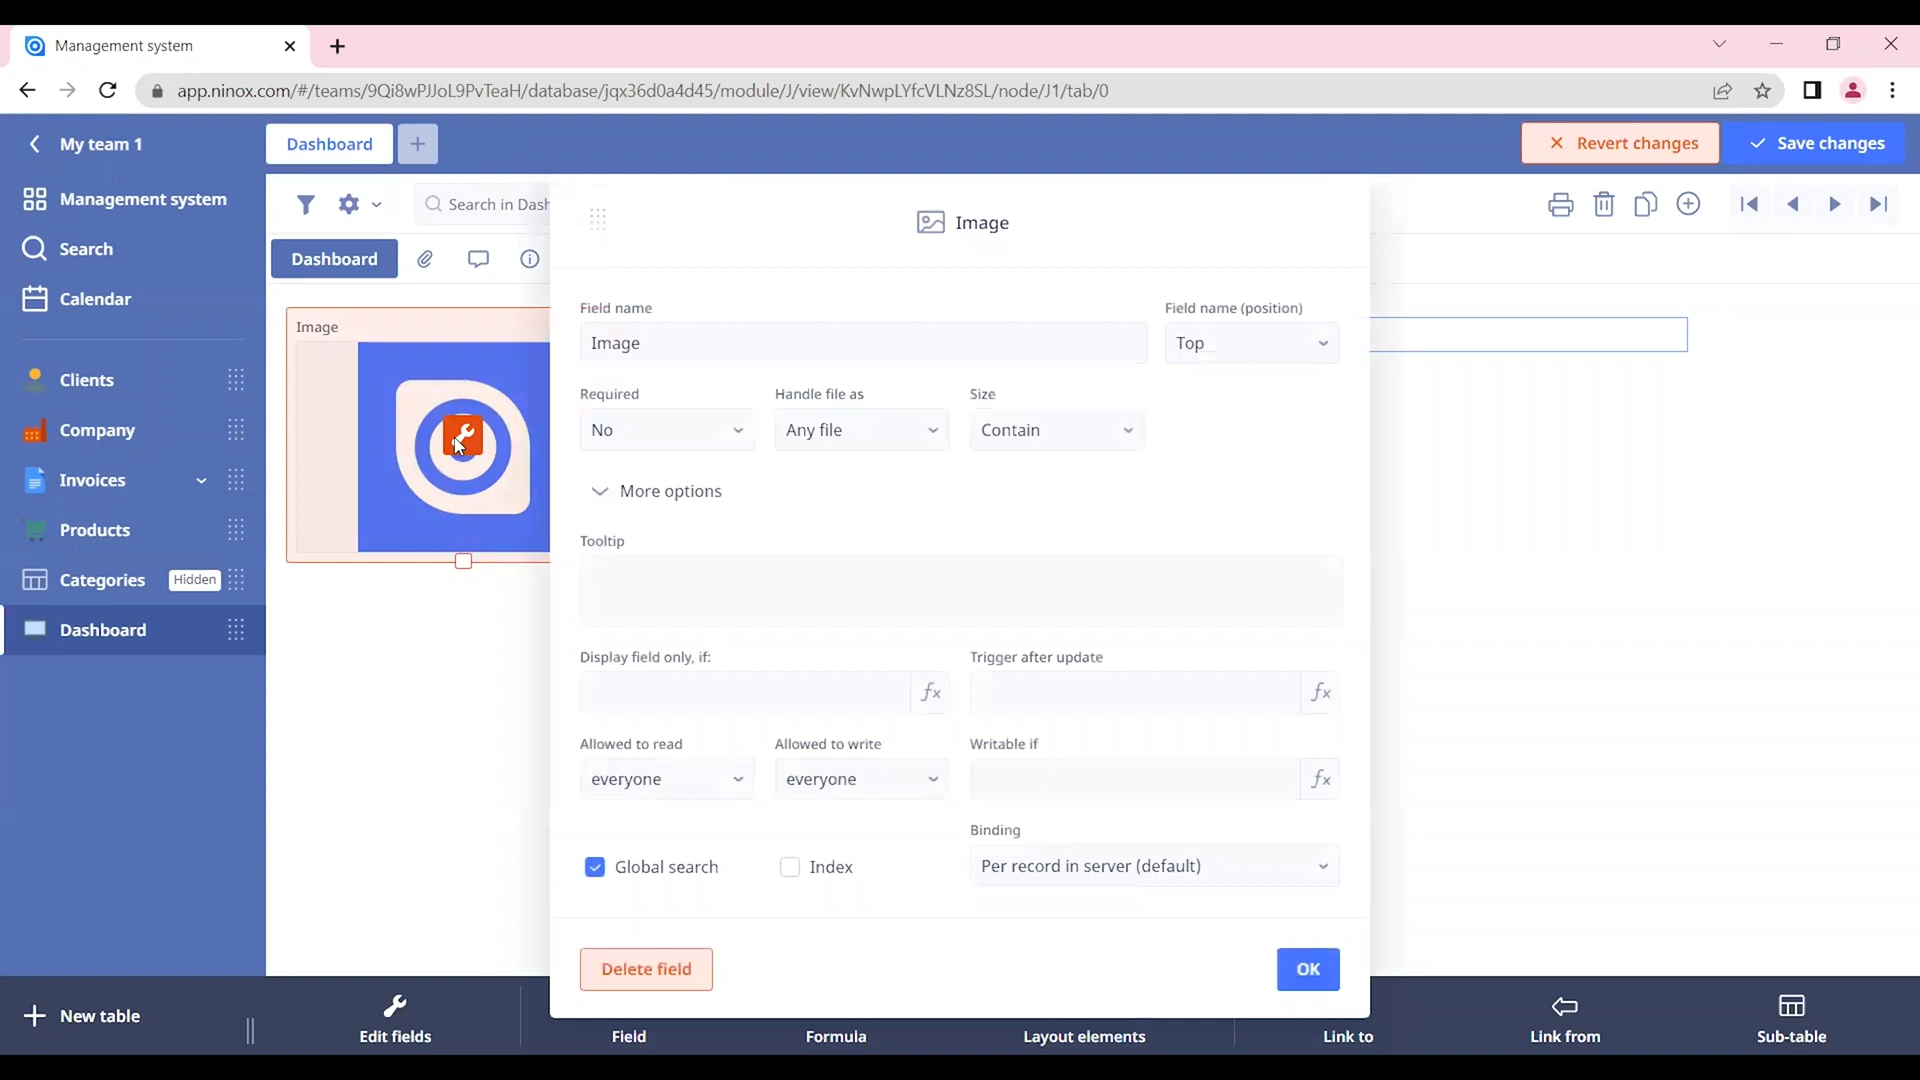 Management system
app.ninox.com/#/teams/9Qi8wPJJoL9PvTeaH/database/jqx36d0a4d45/module/J/view/KvNwpLYfcVLNz8SL/node/J1/tab/0
My team 1
Dashboard
Revert changes
Save changes
Management system
Search
Calendar
Clients
Company
Invoices
Products
Categories
Hidden
Dashboard
Search in Dash
Dashboard
Image
Image
Field name
Field name (position)
Image
Top
Required
Handle file as
Size
No
Any file
Contain
More options
Tooltip
Display field only, if:
Trigger after update
fx
fx
Allowed to read
Allowed to write
Writable if
everyone
everyone
fx
Binding
Global search
Index
Per record in server (default)
Delete field
OK
New table
Edit fields
Field
Formula
Layout elements
Link to
Link from
Sub-table